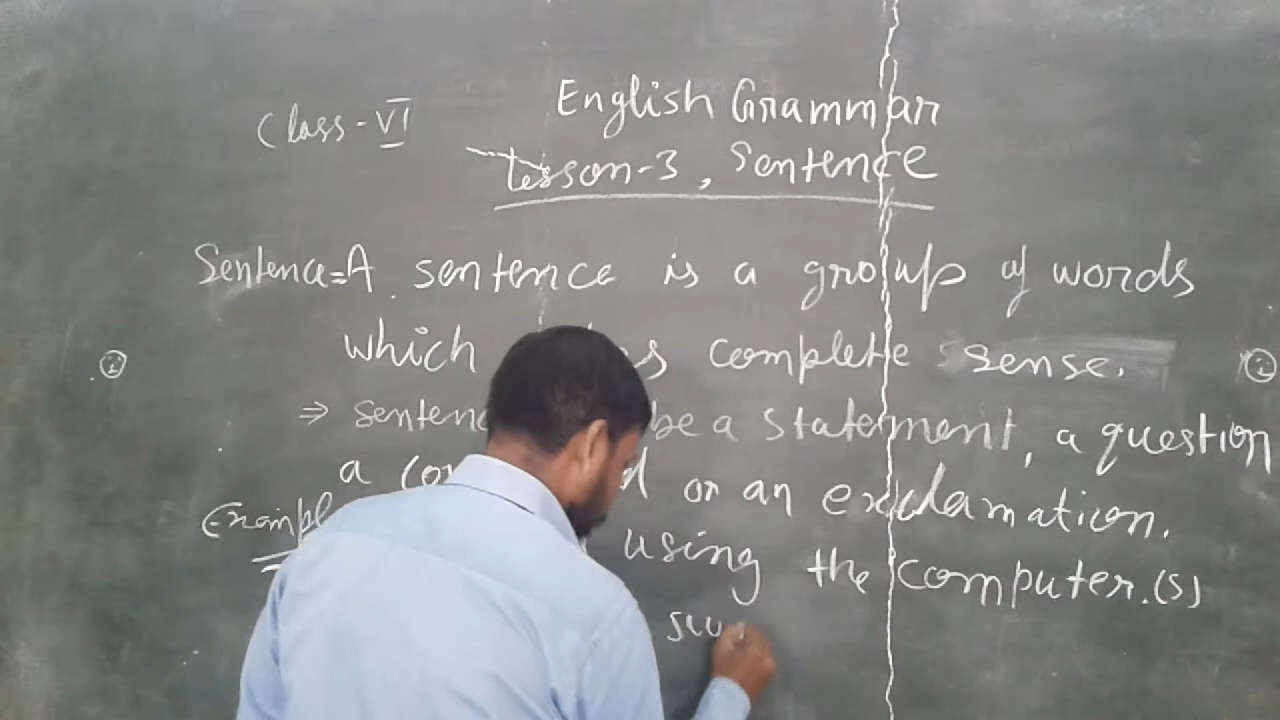 Class - VI
English Grammar
Lesson-3, Sentence
Sentence=A sentence is a group of words
which complete sense.
⇒ be a statement, a question
a or an exclamation.
using the computer.(s)